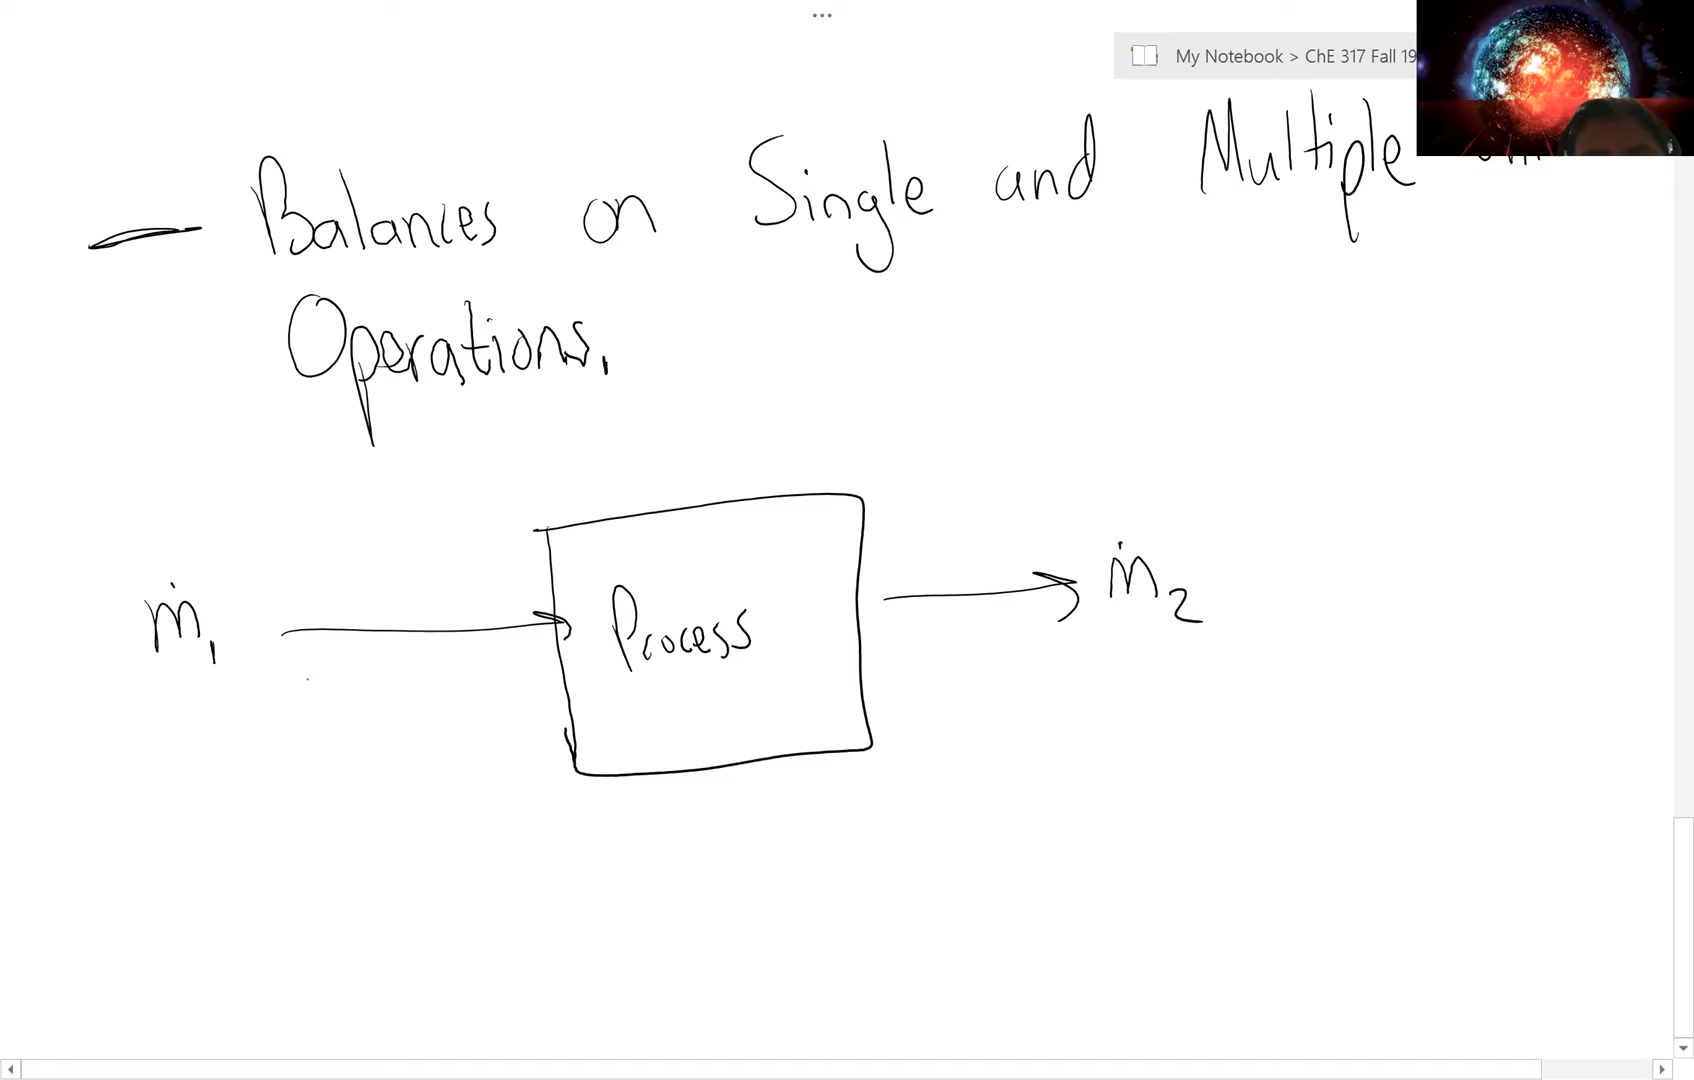 My Notebook > ChE 317 Fall 19
— Balances on Single and Multiple
Operations.
ṁ₁
Process
ṁ₂